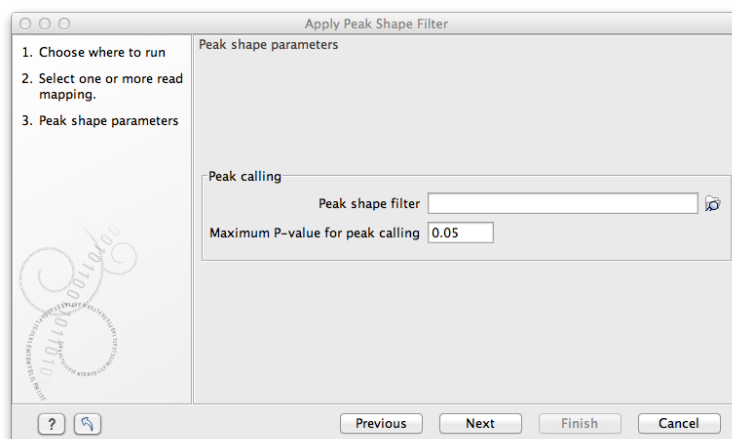 Apply Peak Shape Filter
1. Choose where to run
2. Select one or more read
mapping.
3. Peak shape parameters
Peak shape parameters
Peak calling
Peak shape filter
Maximum P-value for peak calling 0.05
?
Previous
Next
Finish
Cancel